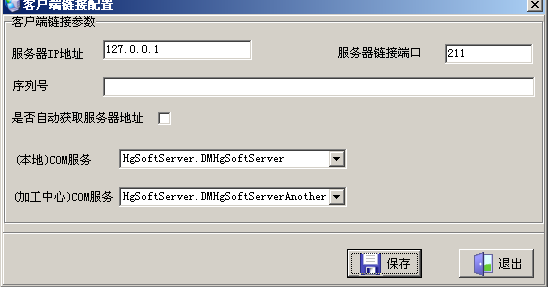 客户端链接配置
客户端链接参数
服务器IP地址 127.0.0.1 服务器链接端口 211
序列号
是否自动获取服务器地址
(本地)COM服务 HgSoftServer.DMHgSoftServer
(加工中心)COM服务 HgSoftServer.DMHgSoftServerAnother
保存 退出